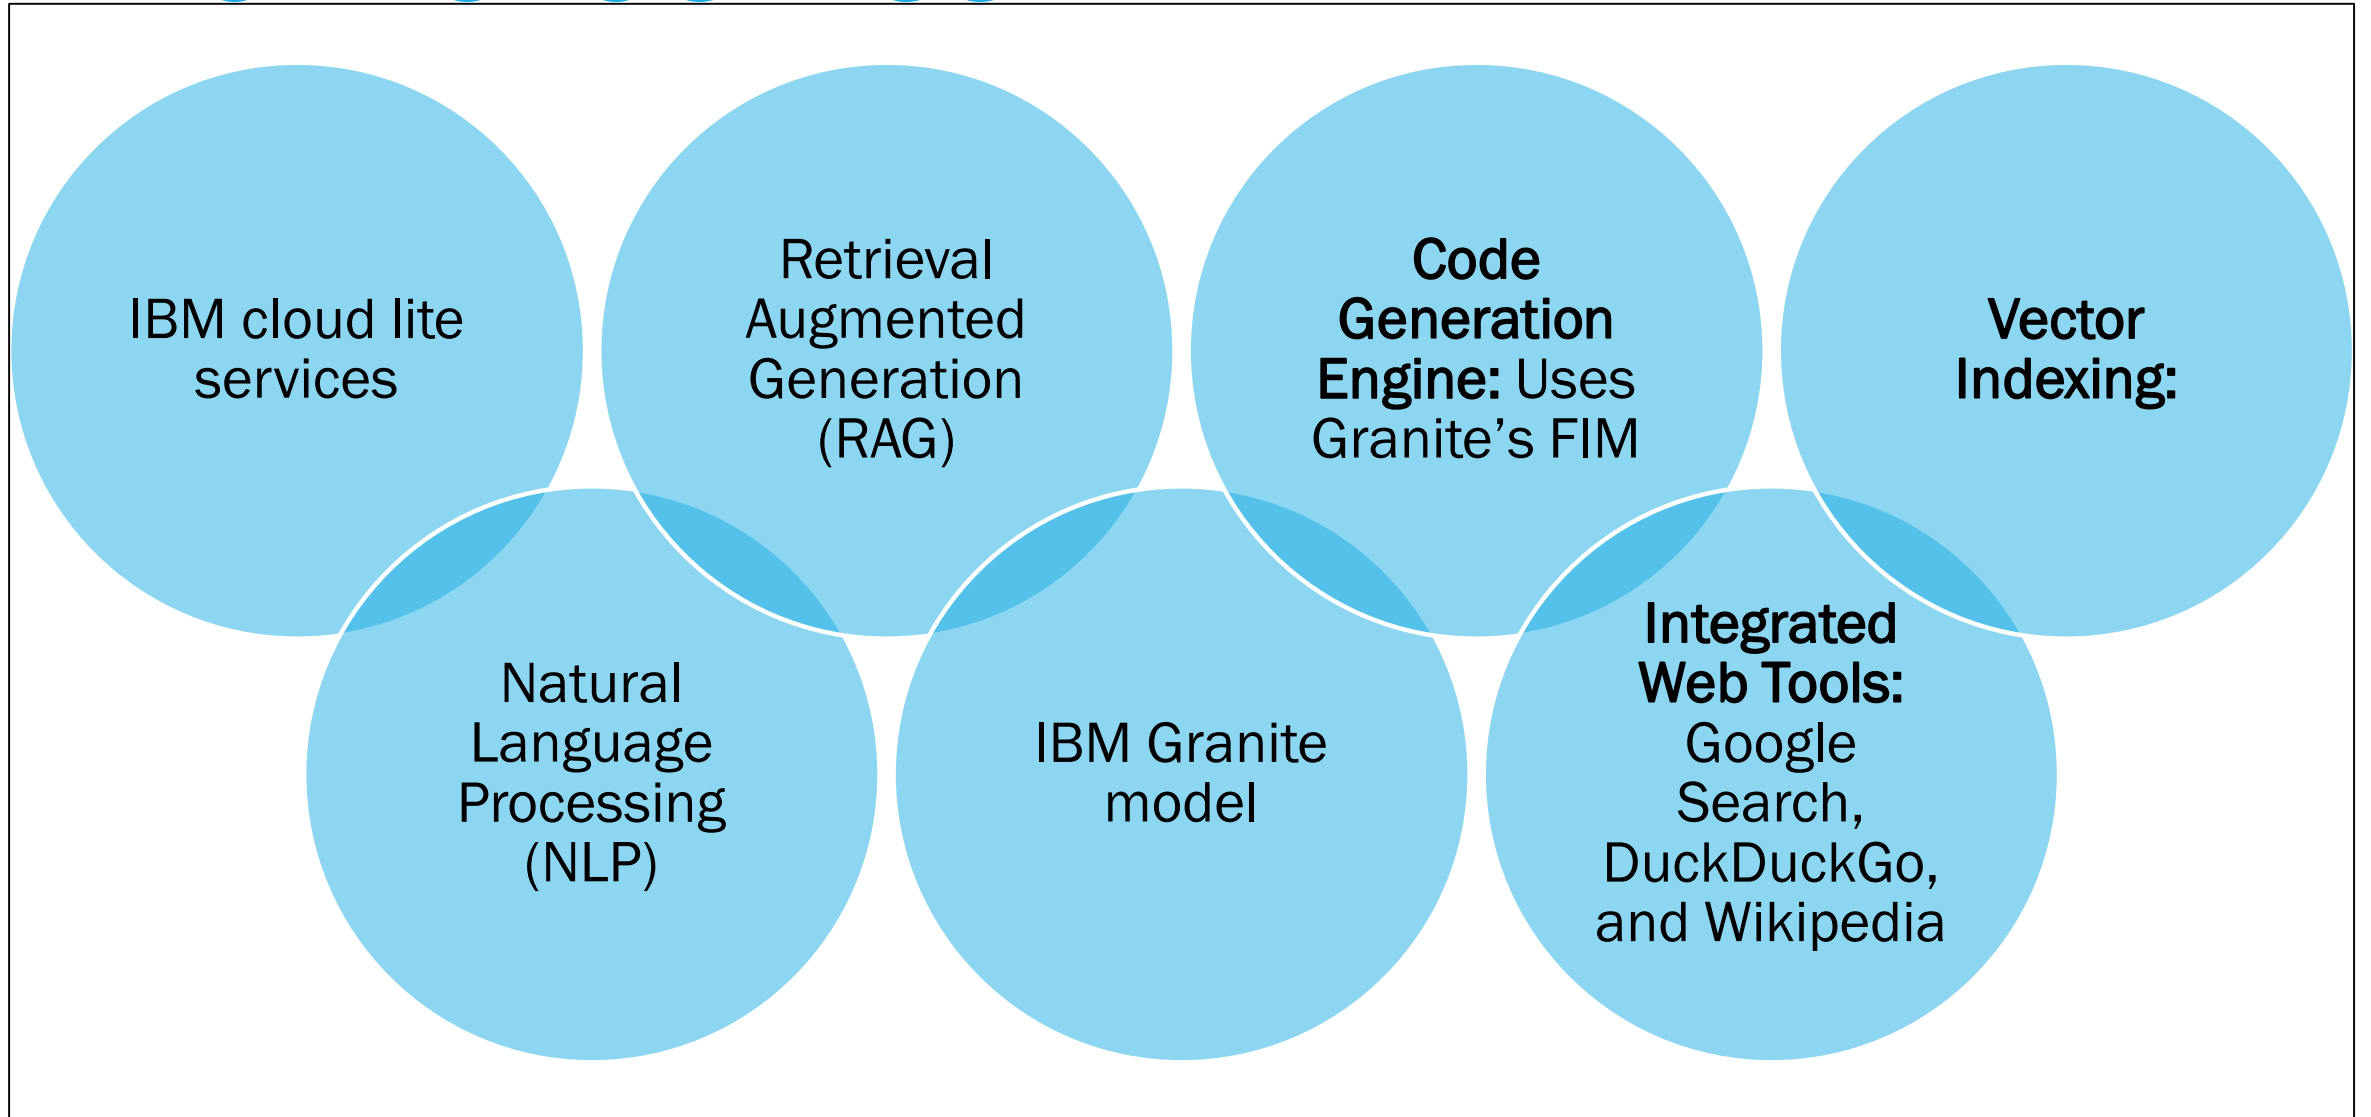 IBM cloud lite
services
Natural
Language
Processing
(NLP)
Retrieval
Augmented
Generation
(RAG)
IBM Granite
model
Code
Generation
Engine: Uses
Granite’s FIM
Integrated
Web Tools:
Google
Search,
DuckDuckGo,
and Wikipedia
Vector
Indexing: